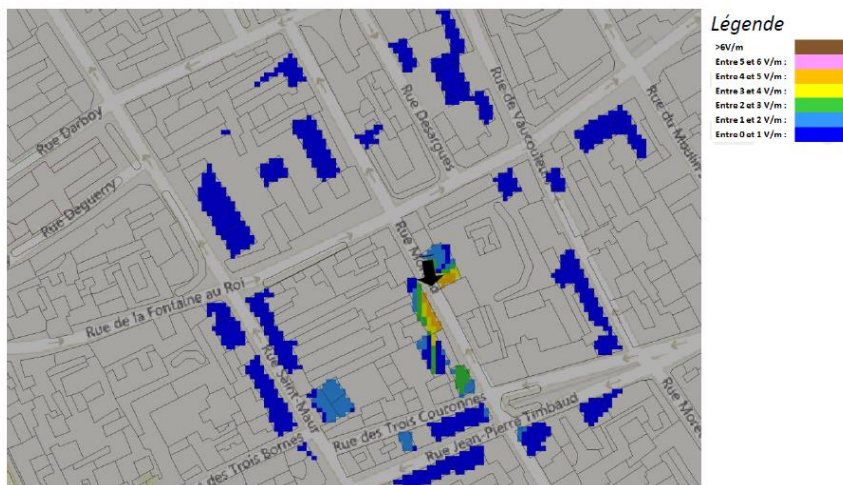 Légende
>6V/m
Entre 5 et 6 V/m :
Entre 4 et 5 V/m :
Entre 3 et 4 V/m :
Entre 2 et 3 V/m :
Entre 1 et 2 V/m :
Entre 0 et 1 V/m :
Rue Darboy
Rue Deguerry
Rue Desargues
Rue de Vaucouleurs
Rue du Moulin
Rue de la Fontaine au Roi
Rue Saint-Maur
Rue des Trois Couronnes
Rue Jean-Pierre Timbaud
des Trois Bornes